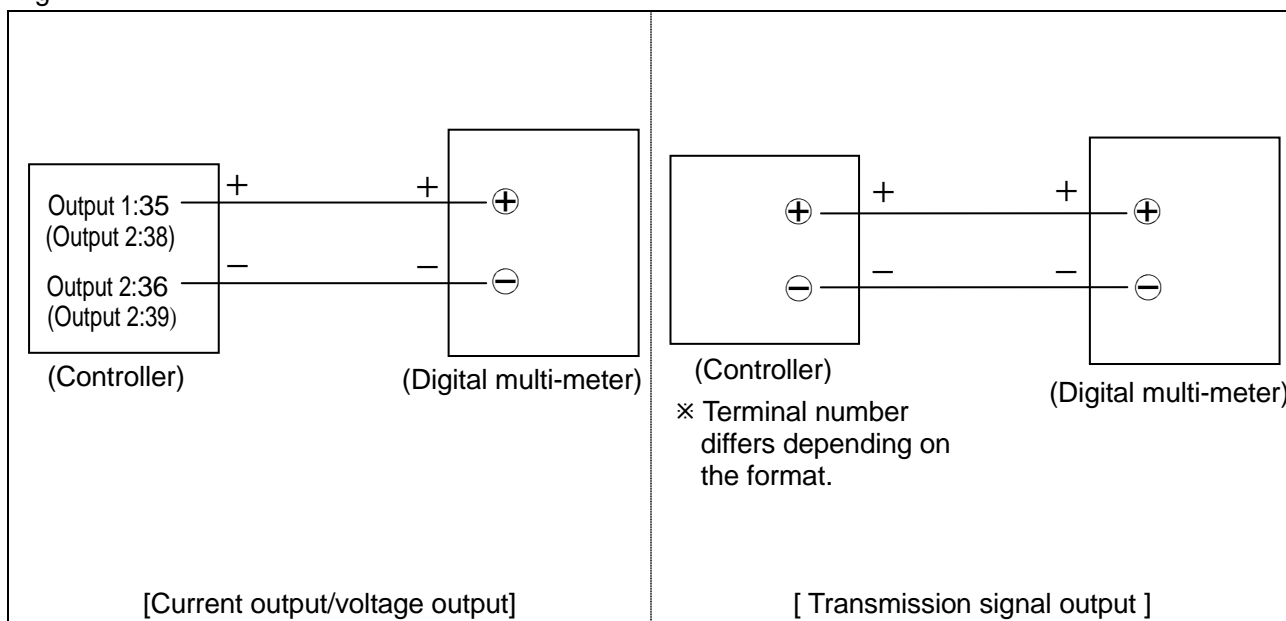 + +
Output 1:35 ⊕
(Output 2:38)
− −
Output 2:36 ⊖
(Output 2:39)
(Controller) (Digital multi-meter)
[Current output/voltage output]
+ +
⊕ ⊕
− −
⊖ ⊖
(Controller)
(Digital multi-meter)
※ Terminal number
differs depending on
the format.
[ Transmission signal output ]